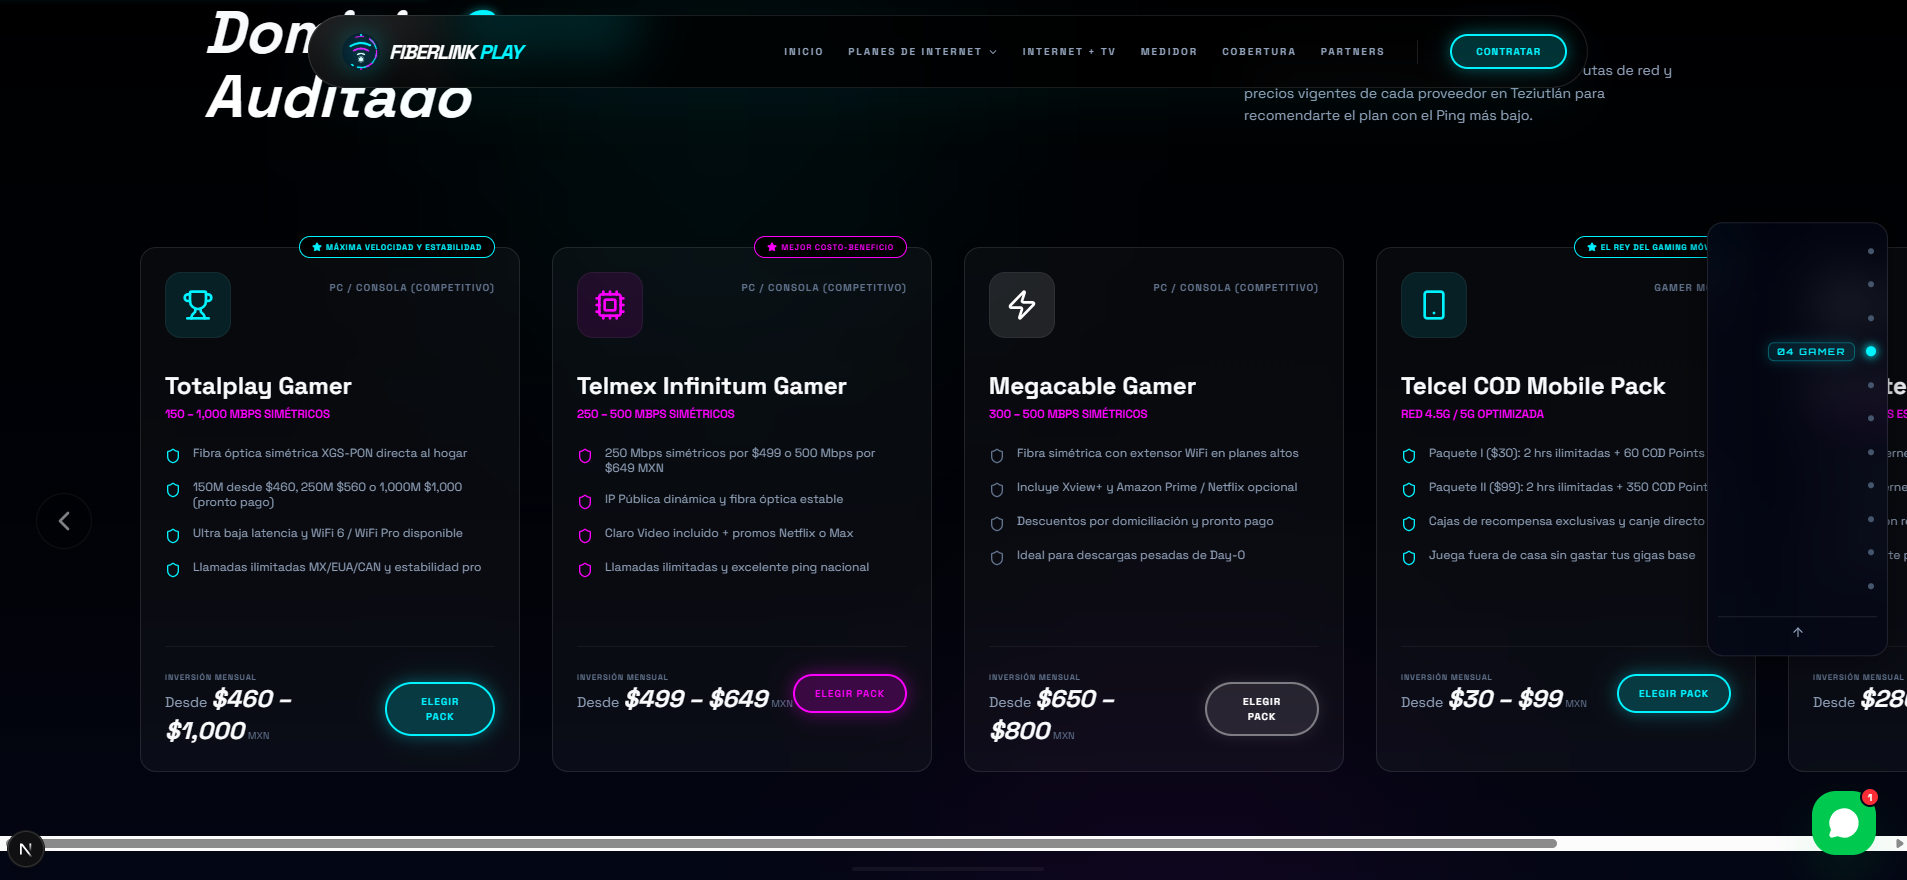 Auditado
FIBERLINK PLAY
INICIO
PLANES DE INTERNET
INTERNET + TV
MEDIDOR
COBERTURA
PARTNERS
CONTRATAR
utas de red y
precios vigentes de cada proveedor en Teziutlán para
recomendarte el plan con el Ping más bajo.
MÁXIMA VELOCIDAD Y ESTABILIDAD
PC / CONSOLA (COMPETITIVO)
Totalplay Gamer
150 – 1,000 MBPS SIMÉTRICOS
Fibra óptica simétrica XGS-PON directa al hogar
150M desde $460, 250M $560 o 1,000M $1,000
(pronto pago)
Ultra baja latencia y WiFi 6 / WiFi Pro disponible
Llamadas ilimitadas MX/EUA/CAN y estabilidad pro
INVERSIÓN MENSUAL
Desde $460 –
$1,000 MXN
ELEGIR
PACK
MEJOR COSTO-BENEFICIO
PC / CONSOLA (COMPETITIVO)
Telmex Infinitum Gamer
250 – 500 MBPS SIMÉTRICOS
250 Mbps simétricos por $499 o 500 Mbps por
$649 MXN
IP Pública dinámica y fibra óptica estable
Claro Video incluido + promos Netflix o Max
Llamadas ilimitadas y excelente ping nacional
INVERSIÓN MENSUAL
Desde $499 – $649 MXN
ELEGIR PACK
PC / CONSOLA (COMPETITIVO)
Megacable Gamer
300 – 500 MBPS SIMÉTRICOS
Fibra simétrica con extensor WiFi en planes altos
Incluye Xview+ y Amazon Prime / Netflix opcional
Descuentos por domiciliación y pronto pago
Ideal para descargas pesadas de Day-0
INVERSIÓN MENSUAL
Desde $650 –
$800 MXN
ELEGIR
PACK
EL REY DEL GAMING MÓV
GAMER M
Telcel COD Mobile Pack
RED 4.5G / 5G OPTIMIZADA
Paquete I ($30): 2 hrs ilimitadas + 60 COD Points
Paquete II ($99): 2 hrs ilimitadas + 350 COD Point
Cajas de recompensa exclusivas y canje directo
Juega fuera de casa sin gastar tus gigas base
INVERSIÓN MENSUAL
Desde $30 – $99 MXN
ELEGIR PACK
04 GAMER
INVERSIÓN MENSUAL
Desde $280
1
N